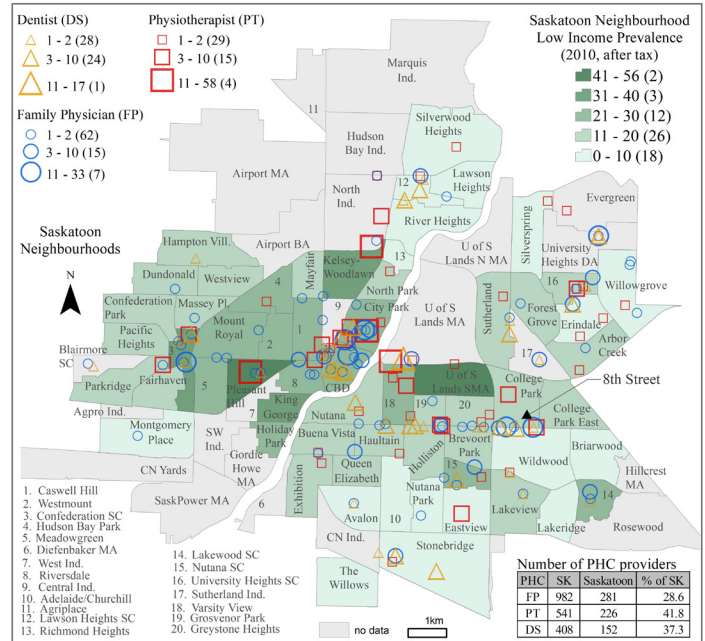 Dentist (DS)
1 - 2 (28)
3 - 10 (24)
11 - 17 (1)
Physiotherapist (PT)
1 - 2 (29)
3 - 10 (15)
11 - 58 (4)
Family Physician (FP)
1 - 2 (62)
3 - 10 (15)
11 - 33 (7)
Saskatoon Neighbourhood
Low Income Prevalence
(2010, after tax)
41 - 56 (2)
31 - 40 (3)
21 - 30 (12)
11 - 20 (26)
0 - 10 (18)
Saskatoon
Neighbourhoods
N
Marquis
Ind.
11
Hudson
Bay Ind.
Silverwood
Heights
Airport MA
North
Ind.
12
Lawson
Heights
River Heights
Evergreen
Hampton Vill.
Airport BA
13
U of S
Lands N MA
Silverspring
University
Heights DA
Dundonald
Westview
4
Mayfair
Kelsey-
Woodlawn
North Park
Willowgrove
Confederation
Park
Massey Pl.
City Park
9
U of S
Lands MA
Sutherland
16
Forest
Grove
Erindale
Pacific
Heights
Mount
Royal
1
2
Arbor
Creek
Blairmore
SC
3
17
Fairhaven
5
Pleasant
Hill
8
CBD
U of S
Lands SMA
College
Park
8th Street
Parkridge
Agro Ind.
7
King
George
Holiday
Park
Nutana
18
19
20
College
Park East
Montgomery
Place
SW
Ind.
Gordie
Howe
MA
Buena Vista
Haultain
Holliston
Brevoort
Park
Wildwood
Briarwood
CN Yards
Exhibition
Queen
Elizabeth
15
Hillcrest
MA
SaskPower MA
6
Nutana
Park
Lakeview
14
Avalon
10
Eastview
Lakeridge
Rosewood
CN Ind.
Stonebridge
The
Willows
1. Caswell Hill
2. Westmount
3. Confederation SC
4. Hudson Bay Park
5. Meadowgreen
6. Diefenbaker MA
7. West Ind.
8. Riversdale
9. Central Ind.
10. Adelaide/Churchill
11. Agriplace
12. Lawson Heights SC
13. Richmond Heights
14. Lakewood SC
15. Nutana SC
16. University Heights SC
17. Sutherland Ind.
18. Varsity View
19. Grosvenor Park
20. Greystone Heights
no data
1km
Number of PHC providers
PHC SK Saskatoon % of SK
FP 982 281 28.6
PT 541 226 41.8
DS 408 152 37.3